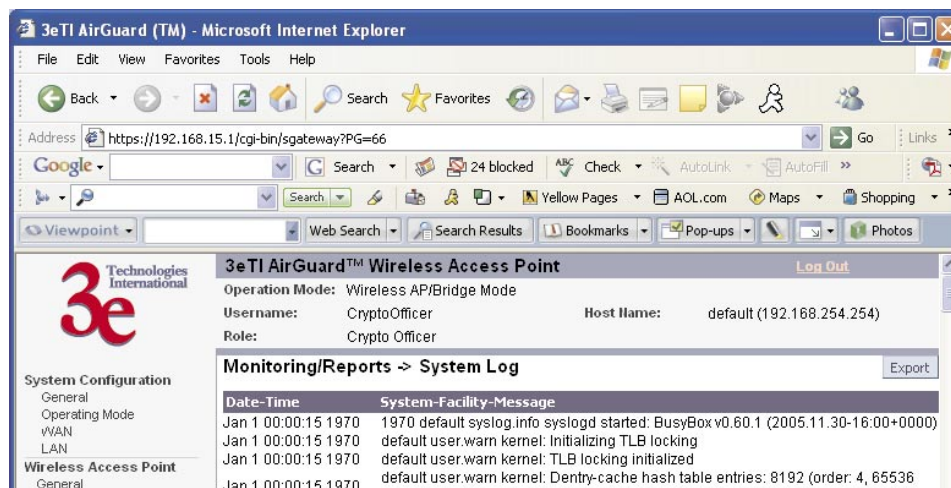 3eTI AirGuard (TM) - Microsoft Internet Explorer
File Edit View Favorites Tools Help
Back Search Favorites
Address https://192.168.15.1/cgi-bin/sgateway?PG=66 Go Links
Google Search 24 blocked ABC Check AutoLink AutoFill
Search Yellow Pages AOL.com Maps Shopping
Viewpoint Web Search Search Results Bookmarks Pop-ups Photos
3e Technologies International
3eTI AirGuard™ Wireless Access Point Log Out
Operation Mode: Wireless AP/Bridge Mode
Username: CryptoOfficer Host Name: default (192.168.254.254)
Role: Crypto Officer
System Configuration
General
Operating Mode
WAN
LAN
Wireless Access Point
General
Monitoring/Reports -> System Log Export
Date-Time System-Facility-Message
Jan 1 00:00:15 1970 1970 default syslog.info syslogd started: BusyBox v0.60.1 (2005.11.30-16:00+0000)
Jan 1 00:00:15 1970 default user.warn kernel: Initializing TLB locking
Jan 1 00:00:15 1970 default user.warn kernel: TLB locking initialized
Jan 1 00:00:15 1970 default user.warn kernel: Dentry-cache hash table entries: 8192 (order: 4, 65536